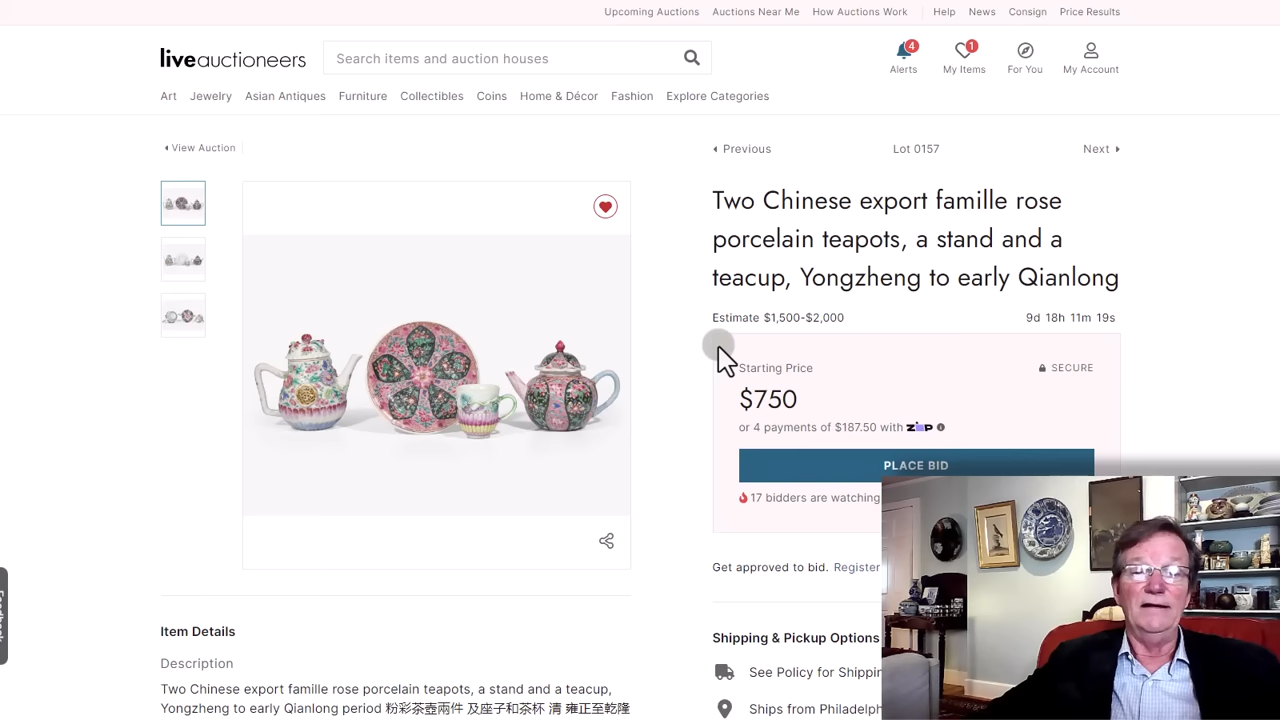 Upcoming Auctions Auctions Near Me How Auctions Work Help News Consign Price Results
liveauctioneers
Search items and auction houses
4
Alerts
1
My Items
For You
My Account
Art Jewelry Asian Antiques Furniture Collectibles Coins Home & Décor Fashion Explore Categories
View Auction
Previous Lot 0157 Next
Two Chinese export famille rose
porcelain teapots, a stand and a
teacup, Yongzheng to early Qianlong
Estimate $1,500-$2,000 9d 18h 11m 19s
Starting Price SECURE
$750
or 4 payments of $187.50 with ZIP
PLACE BID
17 bidders are watching
Get approved to bid. Register
Shipping & Pickup Options
See Policy for Shippin
Ships from Philadelph
Feedback
Item Details
Description
Two Chinese export famille rose porcelain teapots, a stand and a teacup,
Yongzheng to early Qianlong period 粉彩茶壺兩件 及座子和茶杯 清 雍正至乾隆